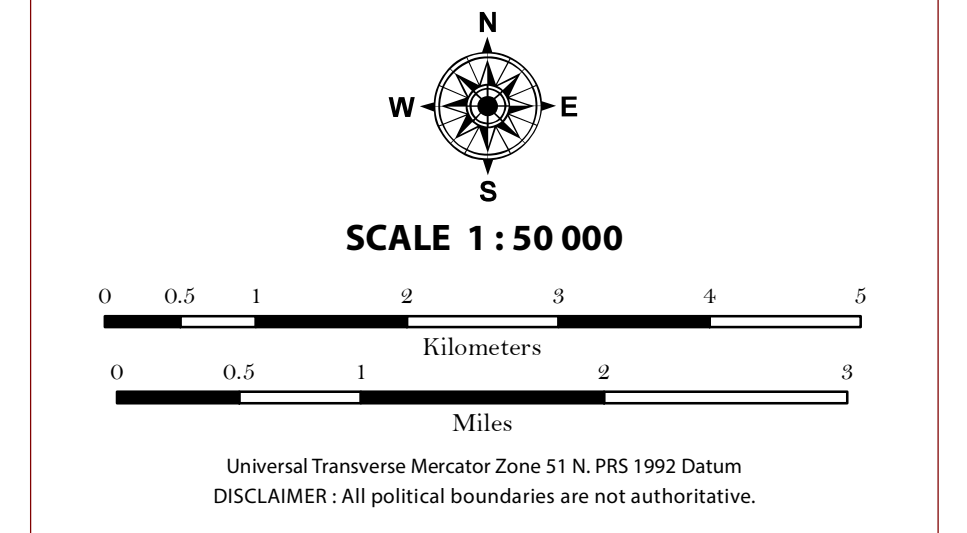 N
W E
S
SCALE 1 : 50 000
0 0.5 1 2 3 4 5
Kilometers
0 0.5 1 2 3
Miles
Universal Transverse Mercator Zone 51 N. PRS 1992 Datum
DISCLAIMER : All political boundaries are not authoritative.